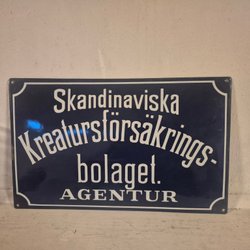 Skandinaviska
Kreatursförsäkrings-
bolaget.
AGENTUR